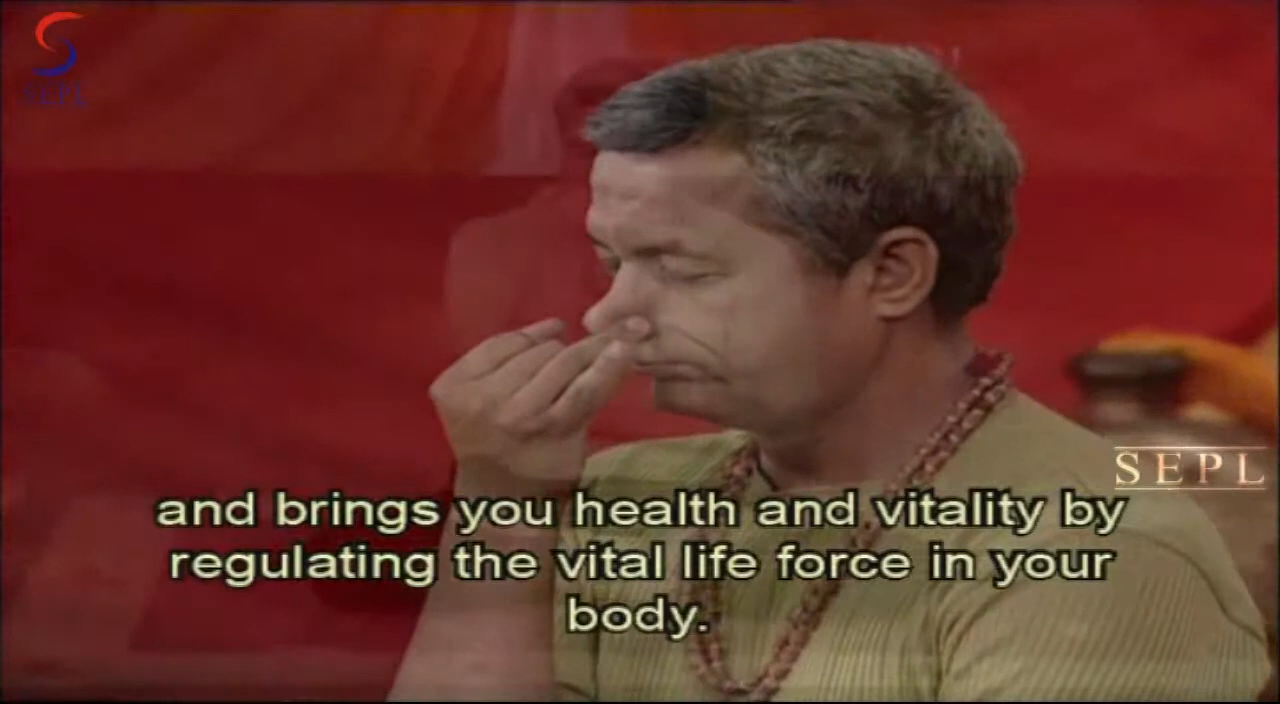 SEPL
SEPL
and brings you health and vitality by
regulating the vital life force in your
body.